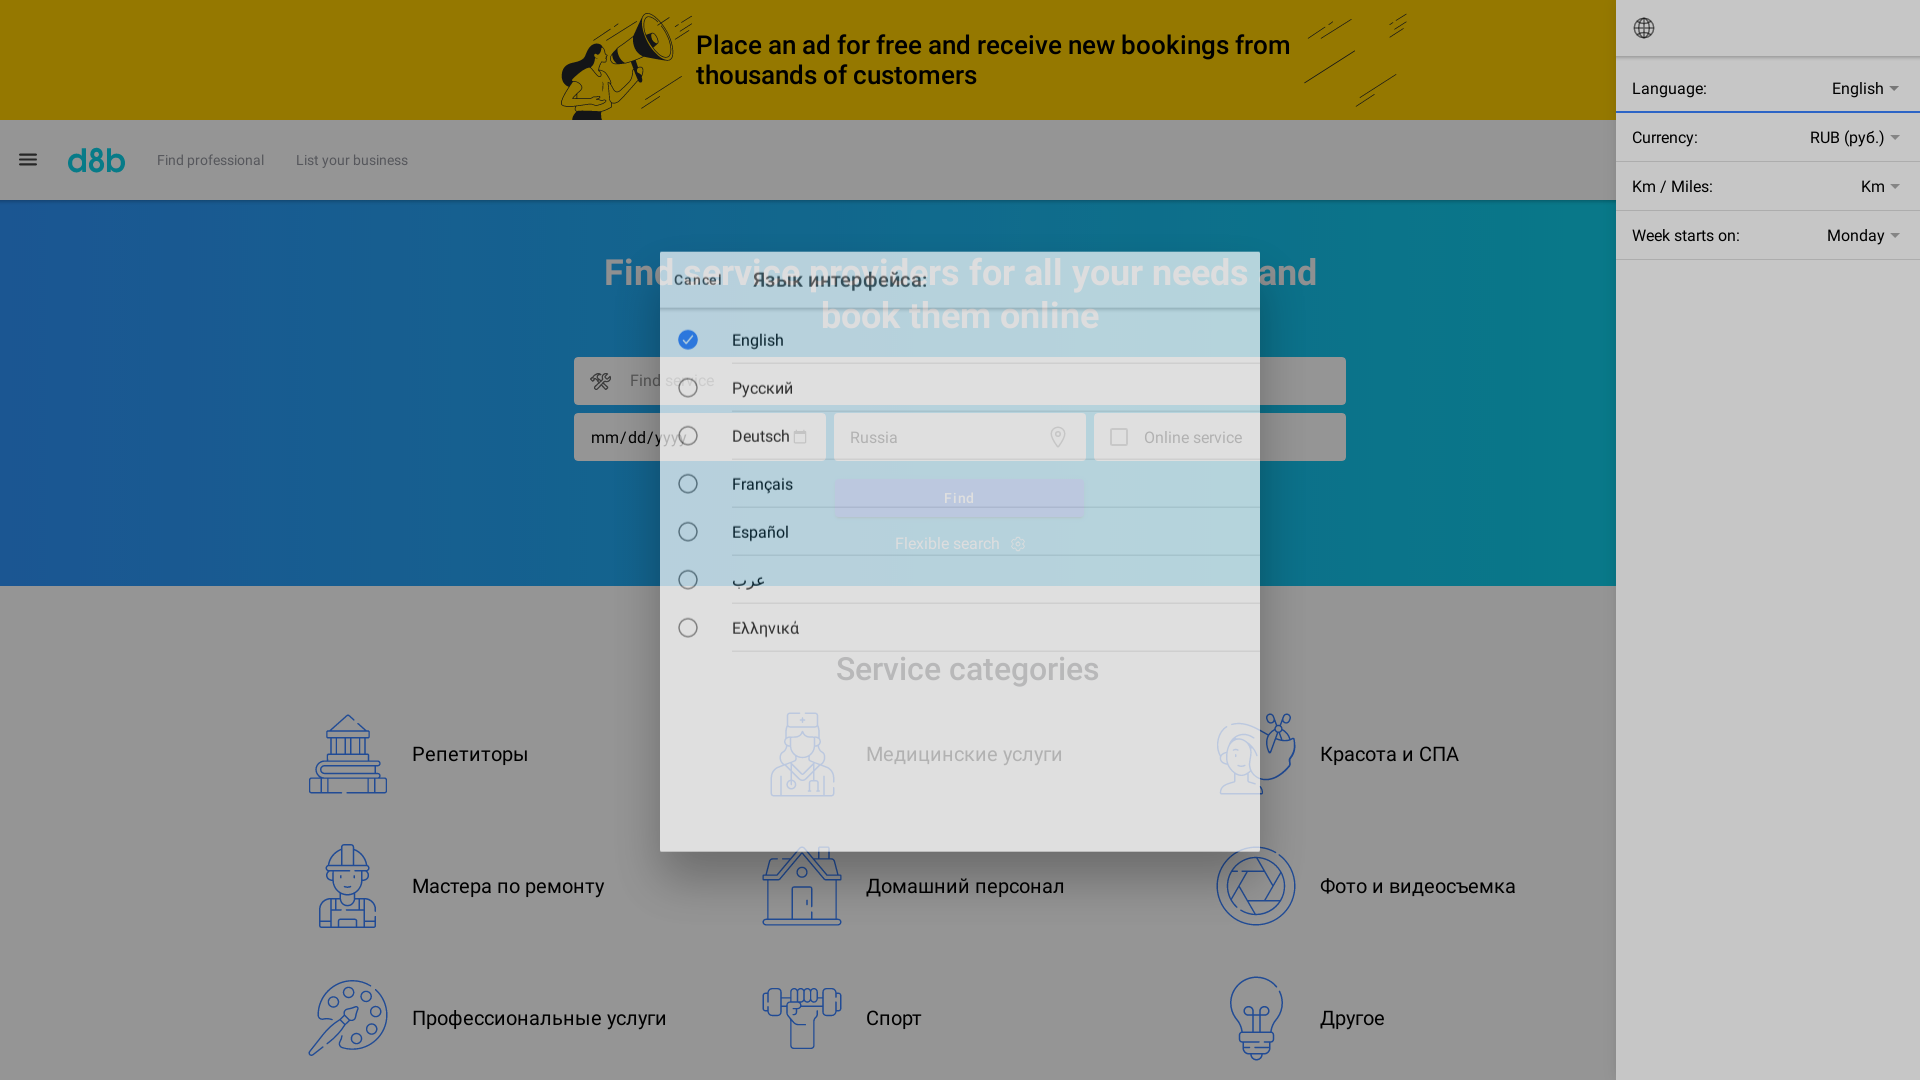 Place an ad for free and receive new bookings from
thousands of customers
d8b
Find professional
List your business
Find service providers for all your needs and
book them online
Find service
mm/dd/yyyy
Russia
Online service
Find
Flexible search
Cancel
Язык интерфейса:
English
Русский
Deutsch
Français
Español
عرب
Ελληνικά
Service categories
Репетиторы
Медицинские услуги
Красота и СПА
Мастера по ремонту
Домашний персонал
Фото и видеосъемка
Профессиональные услуги
Спорт
Другое
Language:
English
Currency:
RUB (руб.)
Km / Miles:
Km
Week starts on:
Monday